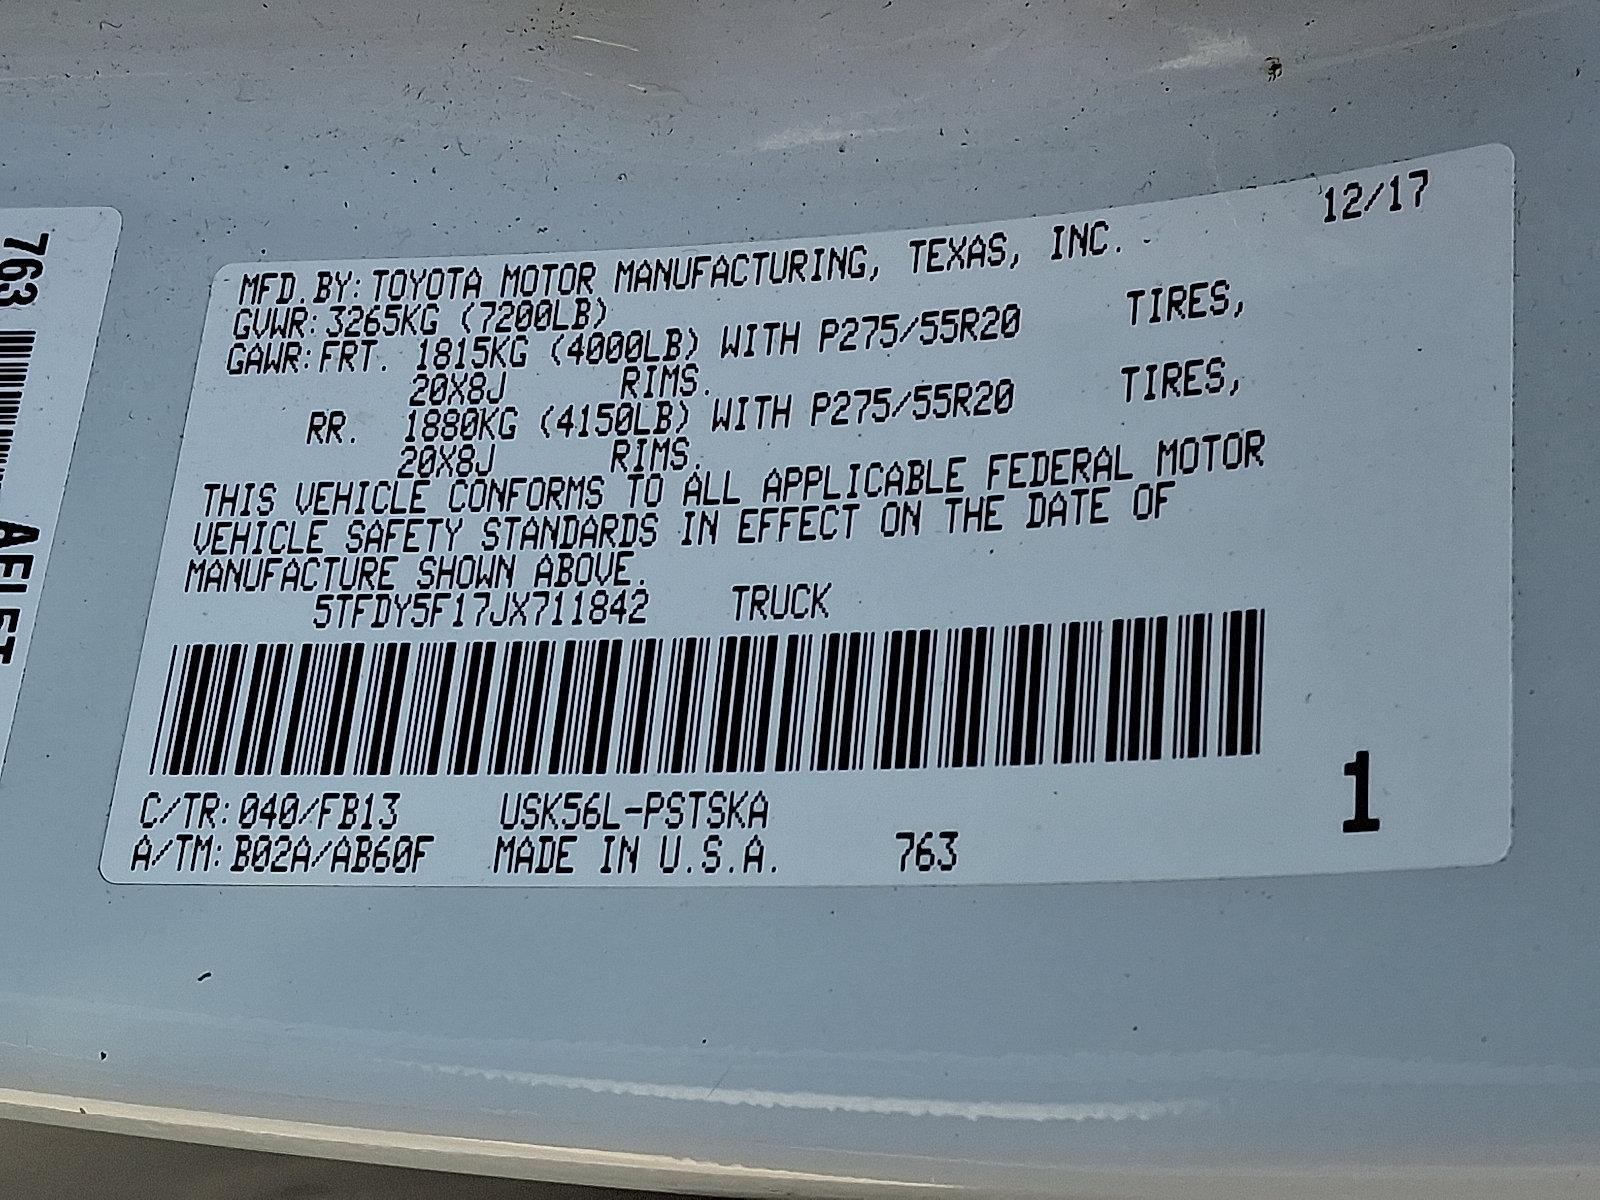 763
AFLFT
12/17
MFD.BY:TOYOTA MOTOR MANUFACTURING, TEXAS, INC.
GVWR:3265KG (7200LB)
GAWR:FRT. 1815KG (4000LB) WITH P275/55R20 TIRES,
20X8J RIMS.
RR. 1880KG (4150LB) WITH P275/55R20 TIRES,
20X8J RIMS.
THIS VEHICLE CONFORMS TO ALL APPLICABLE FEDERAL MOTOR
VEHICLE SAFETY STANDARDS IN EFFECT ON THE DATE OF
MANUFACTURE SHOWN ABOVE.
5TFDY5F17JX711842 TRUCK
C/TR:040/FB13 USK56L-PSTSKA
A/TM:B02A/AB60F MADE IN U.S.A. 763
1